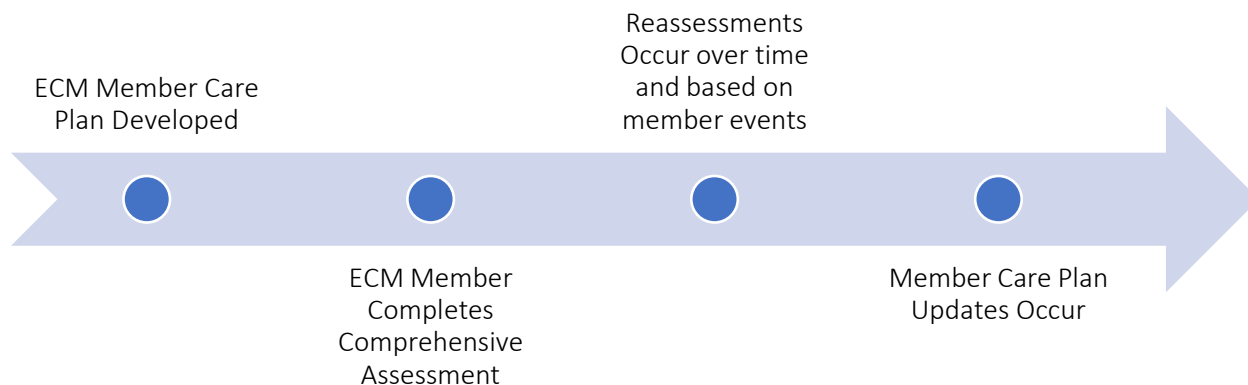 ECM Member Care
Plan Developed
ECM Member
Completes
Comprehensive
Assessment
Reassessments
Occur over time
and based on
member events
Member Care Plan
Updates Occur